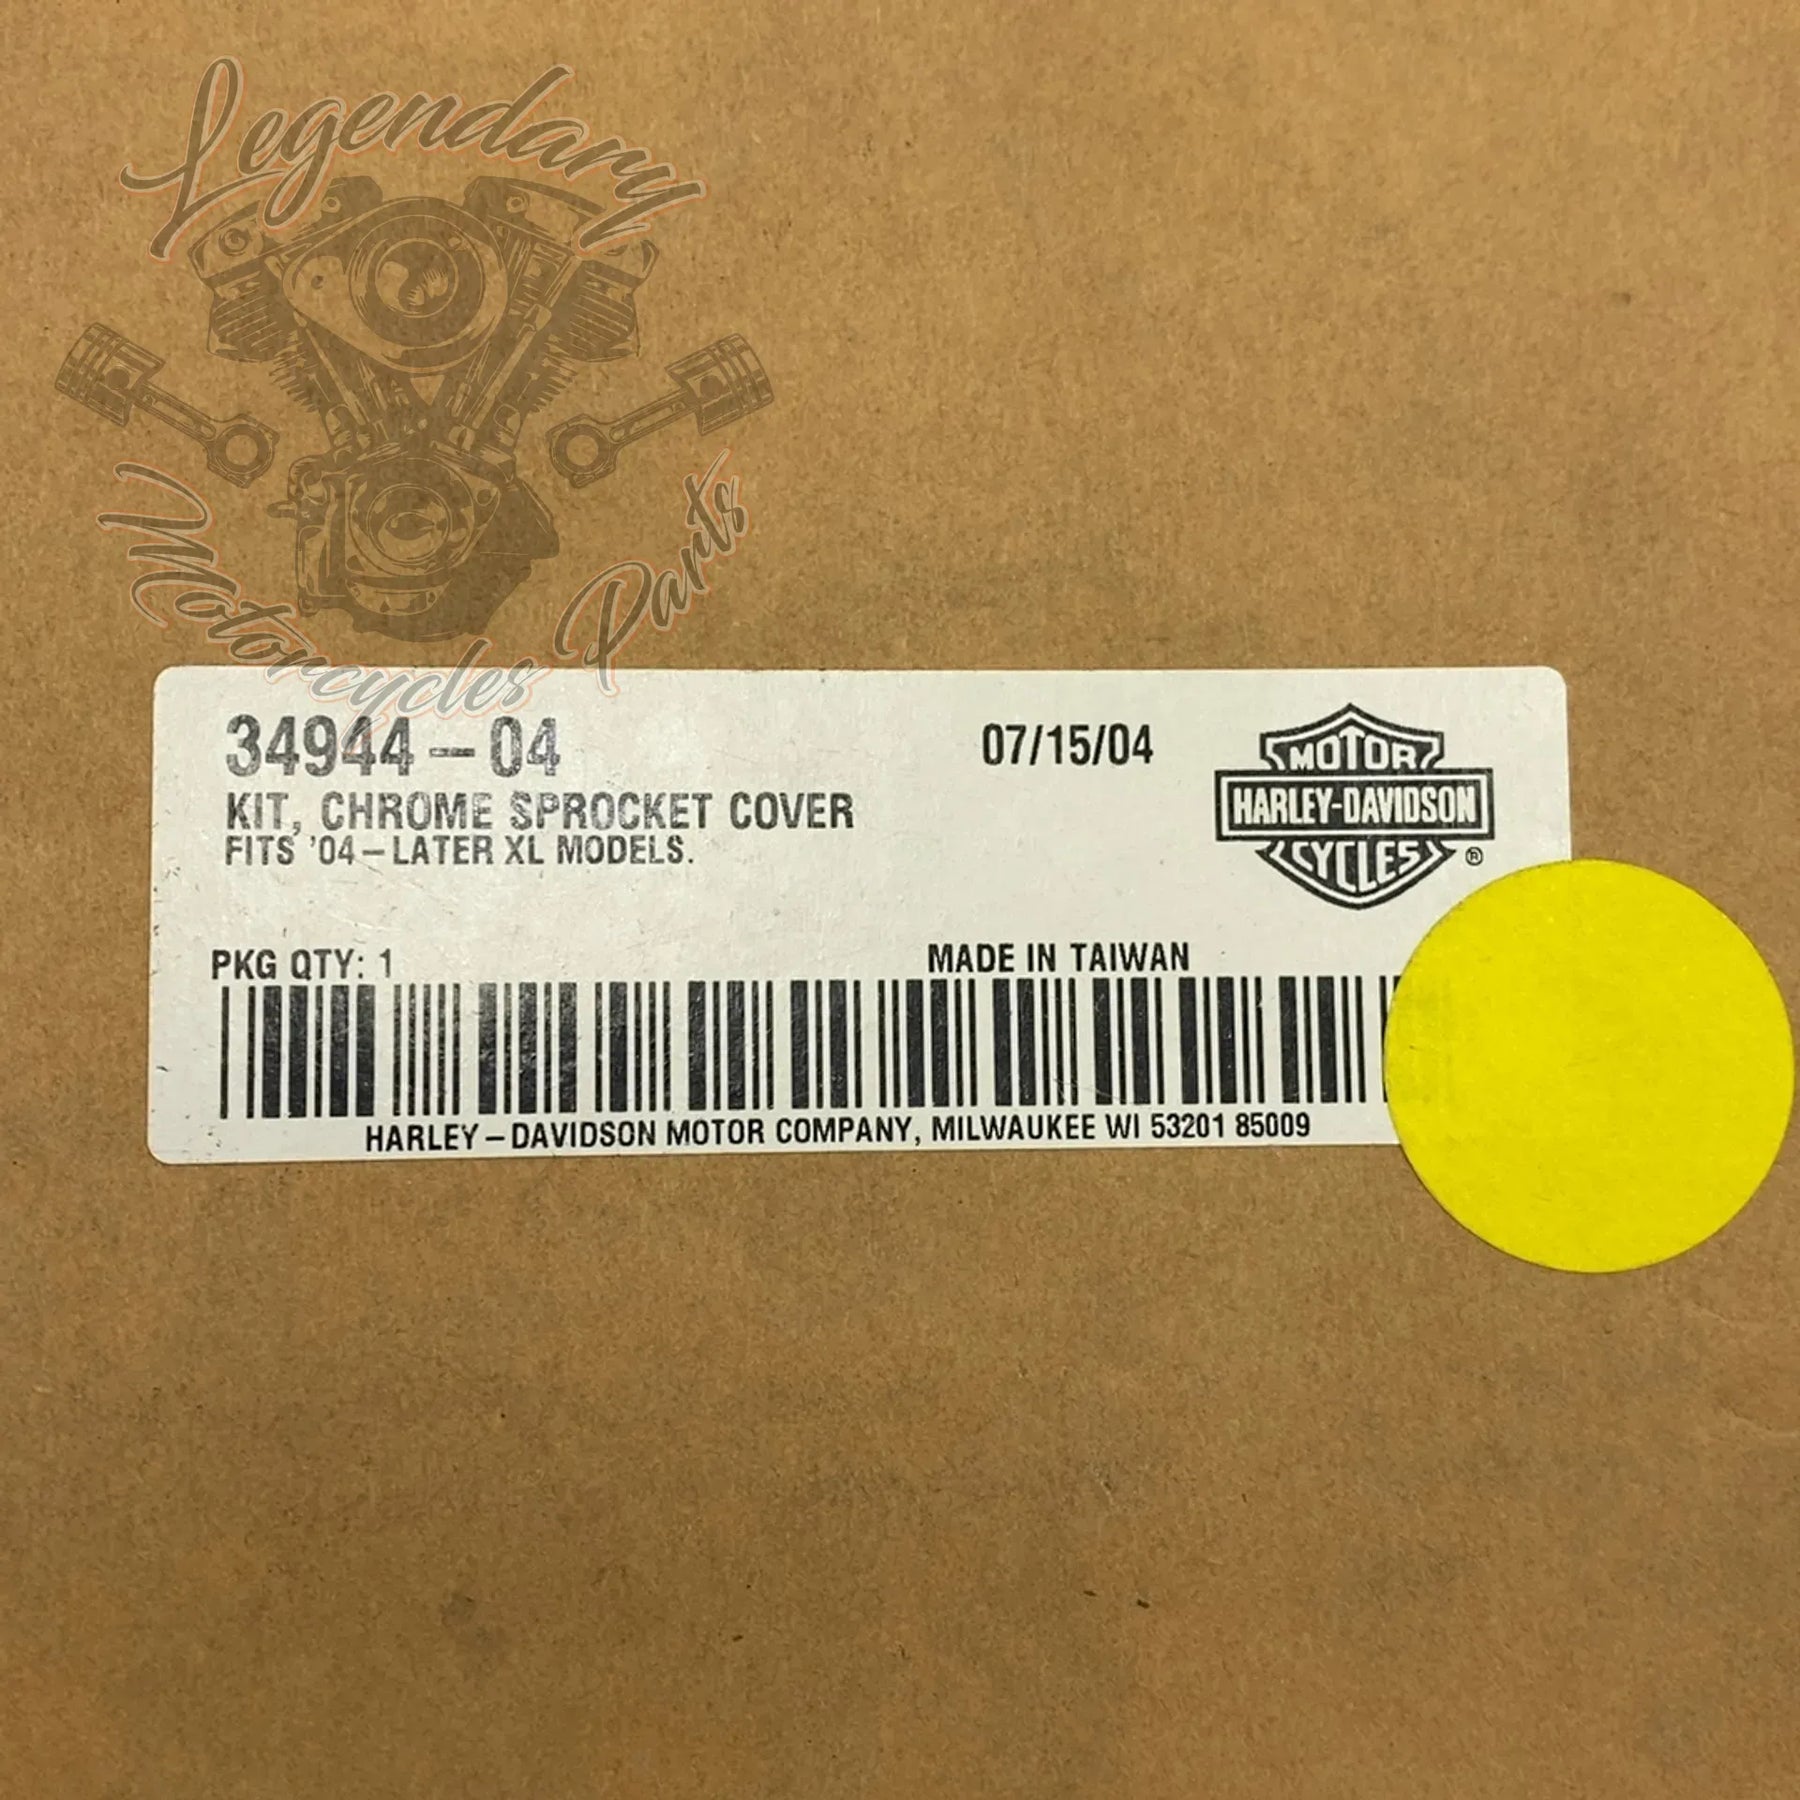 Legendary
Motorcycles Parts
34944-04
07/15/04
KIT, CHROME SPROCKET COVER
FITS '04-LATER XL MODELS.
MOTOR
HARLEY-DAVIDSON
CYCLES
®
PKG QTY: 1
MADE IN TAIWAN
HARLEY-DAVIDSON MOTOR COMPANY, MILWAUKEE WI 53201 85009